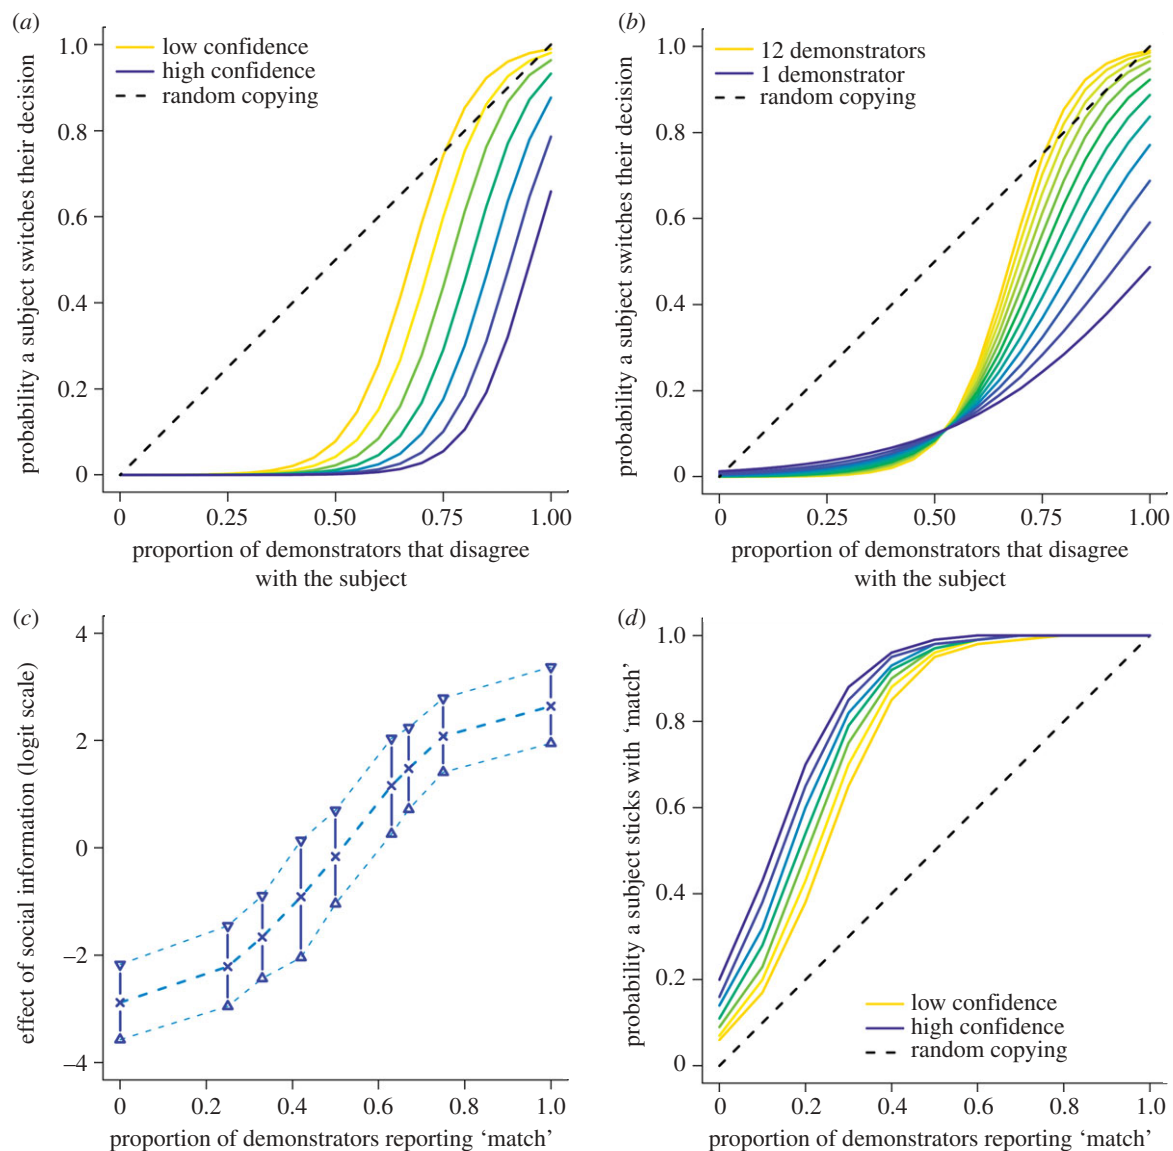 (a)
low confidence
high confidence
random copying
probability a subject switches their decision
1.0
0.8
0.6
0.4
0.2
0
0
0.25
0.50
0.75
1.00
proportion of demonstrators that disagree
with the subject
(b)
12 demonstrators
1 demonstrator
random copying
probability a subject switches their decision
1.0
0.8
0.6
0.4
0.2
0
0
0.25
0.50
0.75
1.00
proportion of demonstrators that disagree
with the subject
(c)
effect of social information (logit scale)
4
2
0
–2
–4
0
0.2
0.4
0.6
0.8
1.0
proportion of demonstrators reporting ‘match’
(d)
probability a subject sticks with ‘match’
1.0
0.8
0.6
0.4
0.2
0
low confidence
high confidence
random copying
0
0.2
0.4
0.6
0.8
1.0
proportion of demonstrators reporting ‘match’